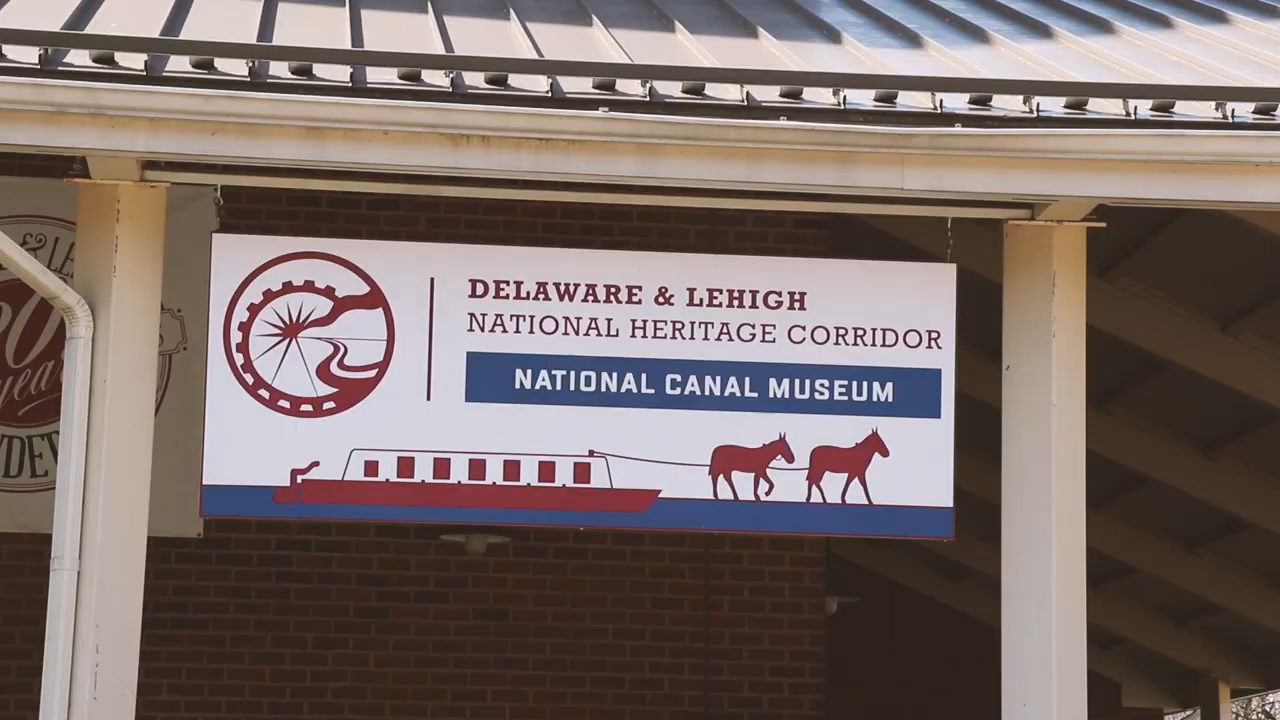 DELAWARE & LEHIGH
NATIONAL HERITAGE CORRIDOR
NATIONAL CANAL MUSEUM